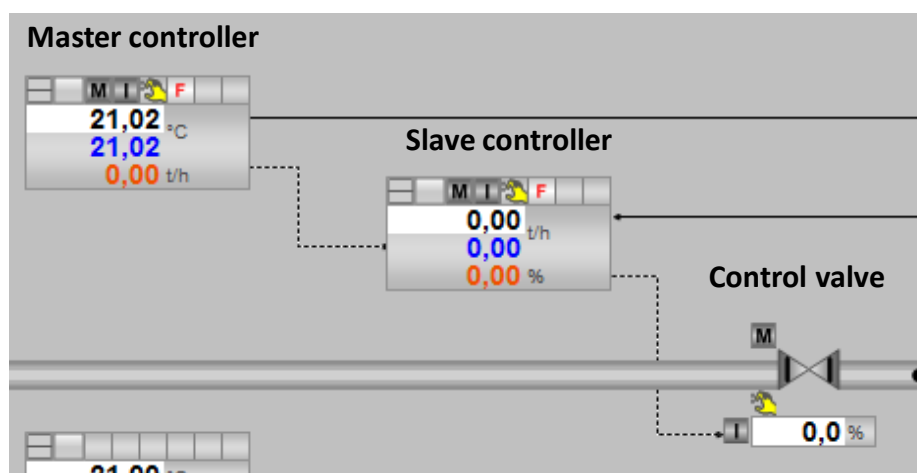 Master controller
M I F
21,02 °C
21,02
0,00 t/h
Slave controller
M I F
0,00 t/h
0,00
0,00 %
Control valve
M
I 0,0 %